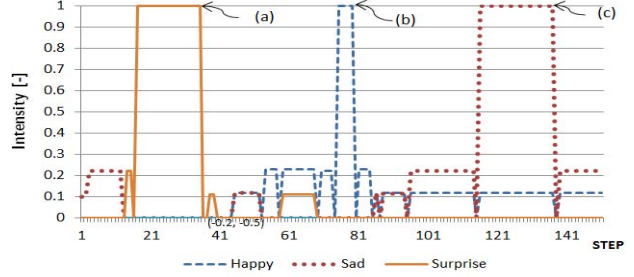 1
0.9
0.8
0.7
0.6
0.5
0.4
0.3
0.2
0.1
0
Intensity [-]
(a)
(b)
(c)
(-0.2, -0.5)
1 21 41 61 81 101 121 141 STEP
Happy Sad Surprise